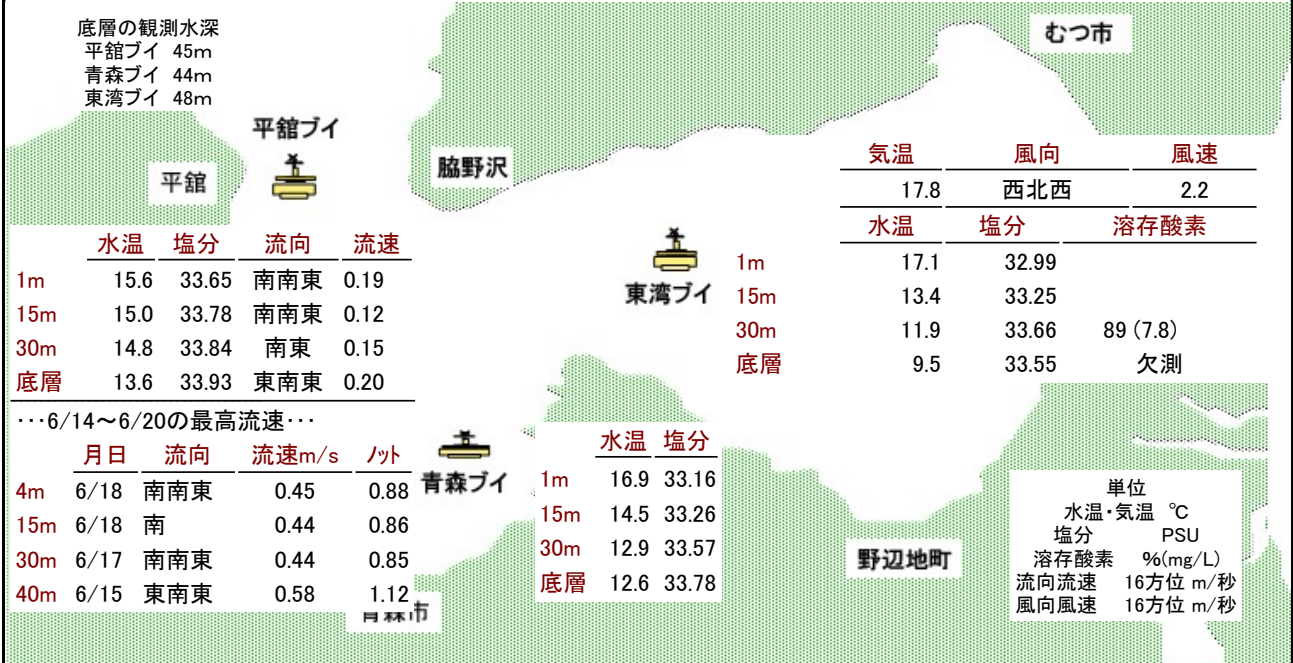 底層の観測水深
平舘ブイ 45m
青森ブイ 44m
東湾ブイ 48m
むつ市
平舘ブイ
平舘
脇野沢
気温 風向 風速
17.8 西北西 2.2
水温 塩分 溶存酸素
1m 17.1 32.99
15m 13.4 33.25
30m 11.9 33.66 89 (7.8)
底層 9.5 33.55 欠測
東湾ブイ
水温 塩分 流向 流速
1m 15.6 33.65 南南東 0.19
15m 15.0 33.78 南南東 0.12
30m 14.8 33.84 南東 0.15
底層 13.6 33.93 東南東 0.20
…6/14～6/20の最高流速…
月日 流向 流速m/s ノット
4m 6/18 南南東 0.45 0.88
15m 6/18 南 0.44 0.86
30m 6/17 南南東 0.44 0.85
40m 6/15 東南東 0.58 1.12
青森ブイ
水温 塩分
1m 16.9 33.16
15m 14.5 33.26
30m 12.9 33.57
底層 12.6 33.78
青森市
野辺地町
単位
水温・気温 ℃
塩分 PSU
溶存酸素 %(mg/L)
流向流速 16方位 m/秒
風向風速 16方位 m/秒